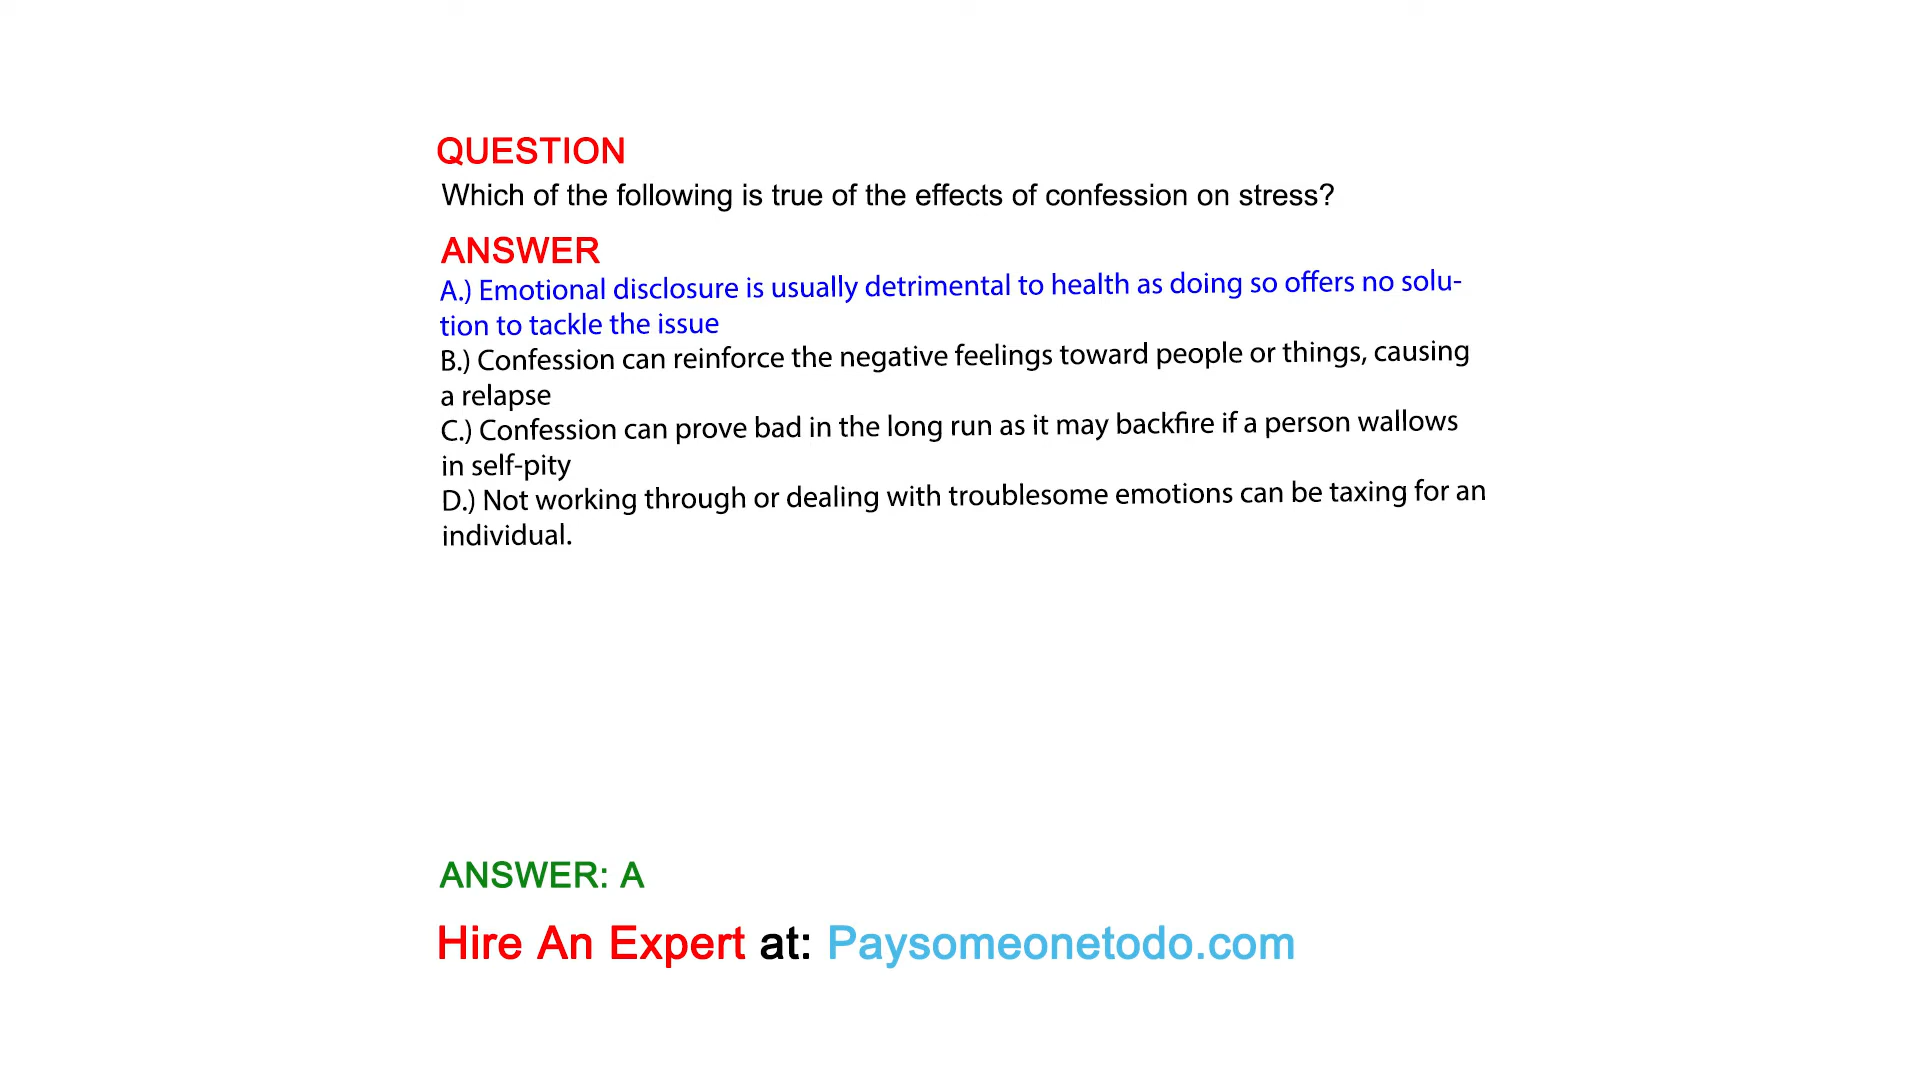 QUESTION
Which of the following is true of the effects of confession on stress?
ANSWER
A.) Emotional disclosure is usually detrimental to health as doing so offers no solu-
tion to tackle the issue
B.) Confession can reinforce the negative feelings toward people or things, causing
a relapse
C.) Confession can prove bad in the long run as it may backfire if a person wallows
in self-pity
D.) Not working through or dealing with troublesome emotions can be taxing for an
individual.
ANSWER: A
Hire An Expert at: Paysomeonetodo.com